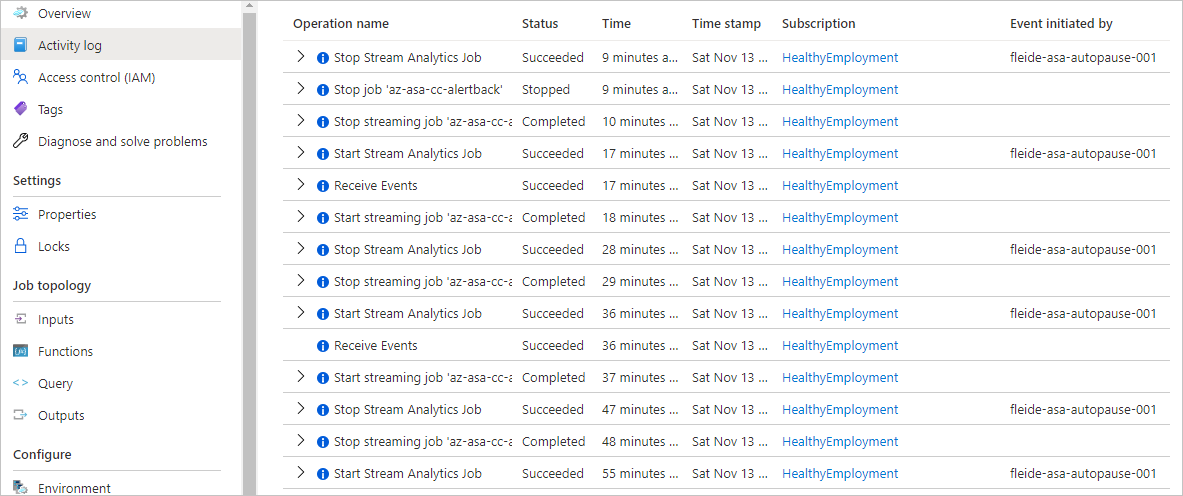 Overview
Activity log
Access control (IAM)
Tags
Diagnose and solve problems
Settings
Properties
Locks
Job topology
Inputs
Functions
Query
Outputs
Configure
Environment
Operation name Status Time Time stamp Subscription Event initiated by
Stop Stream Analytics Job Succeeded 9 minutes a... Sat Nov 13 ... HealthyEmployment fleide-asa-autopause-001
Stop job 'az-asa-cc-alertback' Stopped 9 minutes a... Sat Nov 13 ... HealthyEmployment
Stop streaming job 'az-asa-cc-a Completed 10 minutes ... Sat Nov 13 ... HealthyEmployment
Start Stream Analytics Job Succeeded 17 minutes ... Sat Nov 13 ... HealthyEmployment fleide-asa-autopause-001
Receive Events Succeeded 17 minutes ... Sat Nov 13 ... HealthyEmployment
Start streaming job 'az-asa-cc-a Completed 18 minutes ... Sat Nov 13 ... HealthyEmployment
Stop Stream Analytics Job Succeeded 28 minutes ... Sat Nov 13 ... HealthyEmployment fleide-asa-autopause-001
Stop streaming job 'az-asa-cc-a Completed 29 minutes ... Sat Nov 13 ... HealthyEmployment
Start Stream Analytics Job Succeeded 36 minutes ... Sat Nov 13 ... HealthyEmployment fleide-asa-autopause-001
Receive Events Succeeded 36 minutes ... Sat Nov 13 ... HealthyEmployment
Start streaming job 'az-asa-cc-a Completed 37 minutes ... Sat Nov 13 ... HealthyEmployment
Stop Stream Analytics Job Succeeded 47 minutes ... Sat Nov 13 ... HealthyEmployment fleide-asa-autopause-001
Stop streaming job 'az-asa-cc-a Completed 48 minutes ... Sat Nov 13 ... HealthyEmployment
Start Stream Analytics Job Succeeded 55 minutes ... Sat Nov 13 ... HealthyEmployment fleide-asa-autopause-001